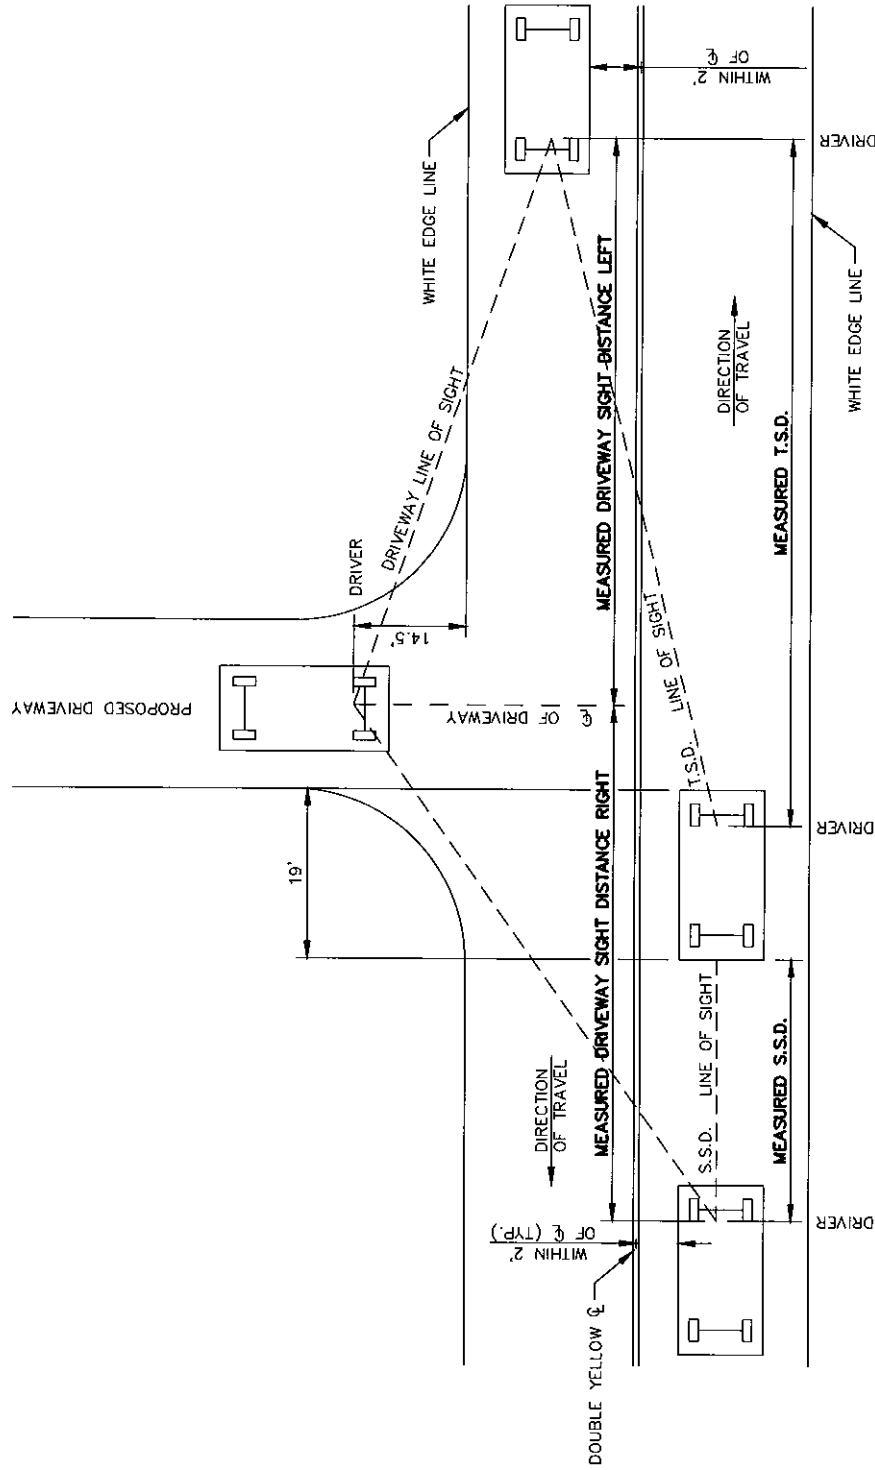 WHITE EDGE LINE
WITHIN 2'
OF ℄
DRIVER
DRIVEWAY LINE OF SIGHT
DRIVER
14.5'
PROPOSED DRIVEWAY
℄ OF DRIVEWAY
MEASURED DRIVEWAY SIGHT DISTANCE LEFT
DIRECTION
OF TRAVEL
WHITE EDGE LINE
MEASURED T.S.D.
T.S.D. LINE OF SIGHT
DRIVER
19'
MEASURED DRIVEWAY SIGHT DISTANCE RIGHT
DIRECTION
OF TRAVEL
S.S.D. LINE OF SIGHT
MEASURED S.S.D.
DRIVER
WITHIN 2'
OF ℄ (TYP.)
DOUBLE YELLOW ℄